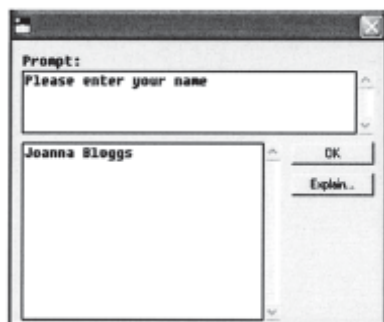 Prompt:
Please enter your name
Joanna Bloggs
OK
Explain...